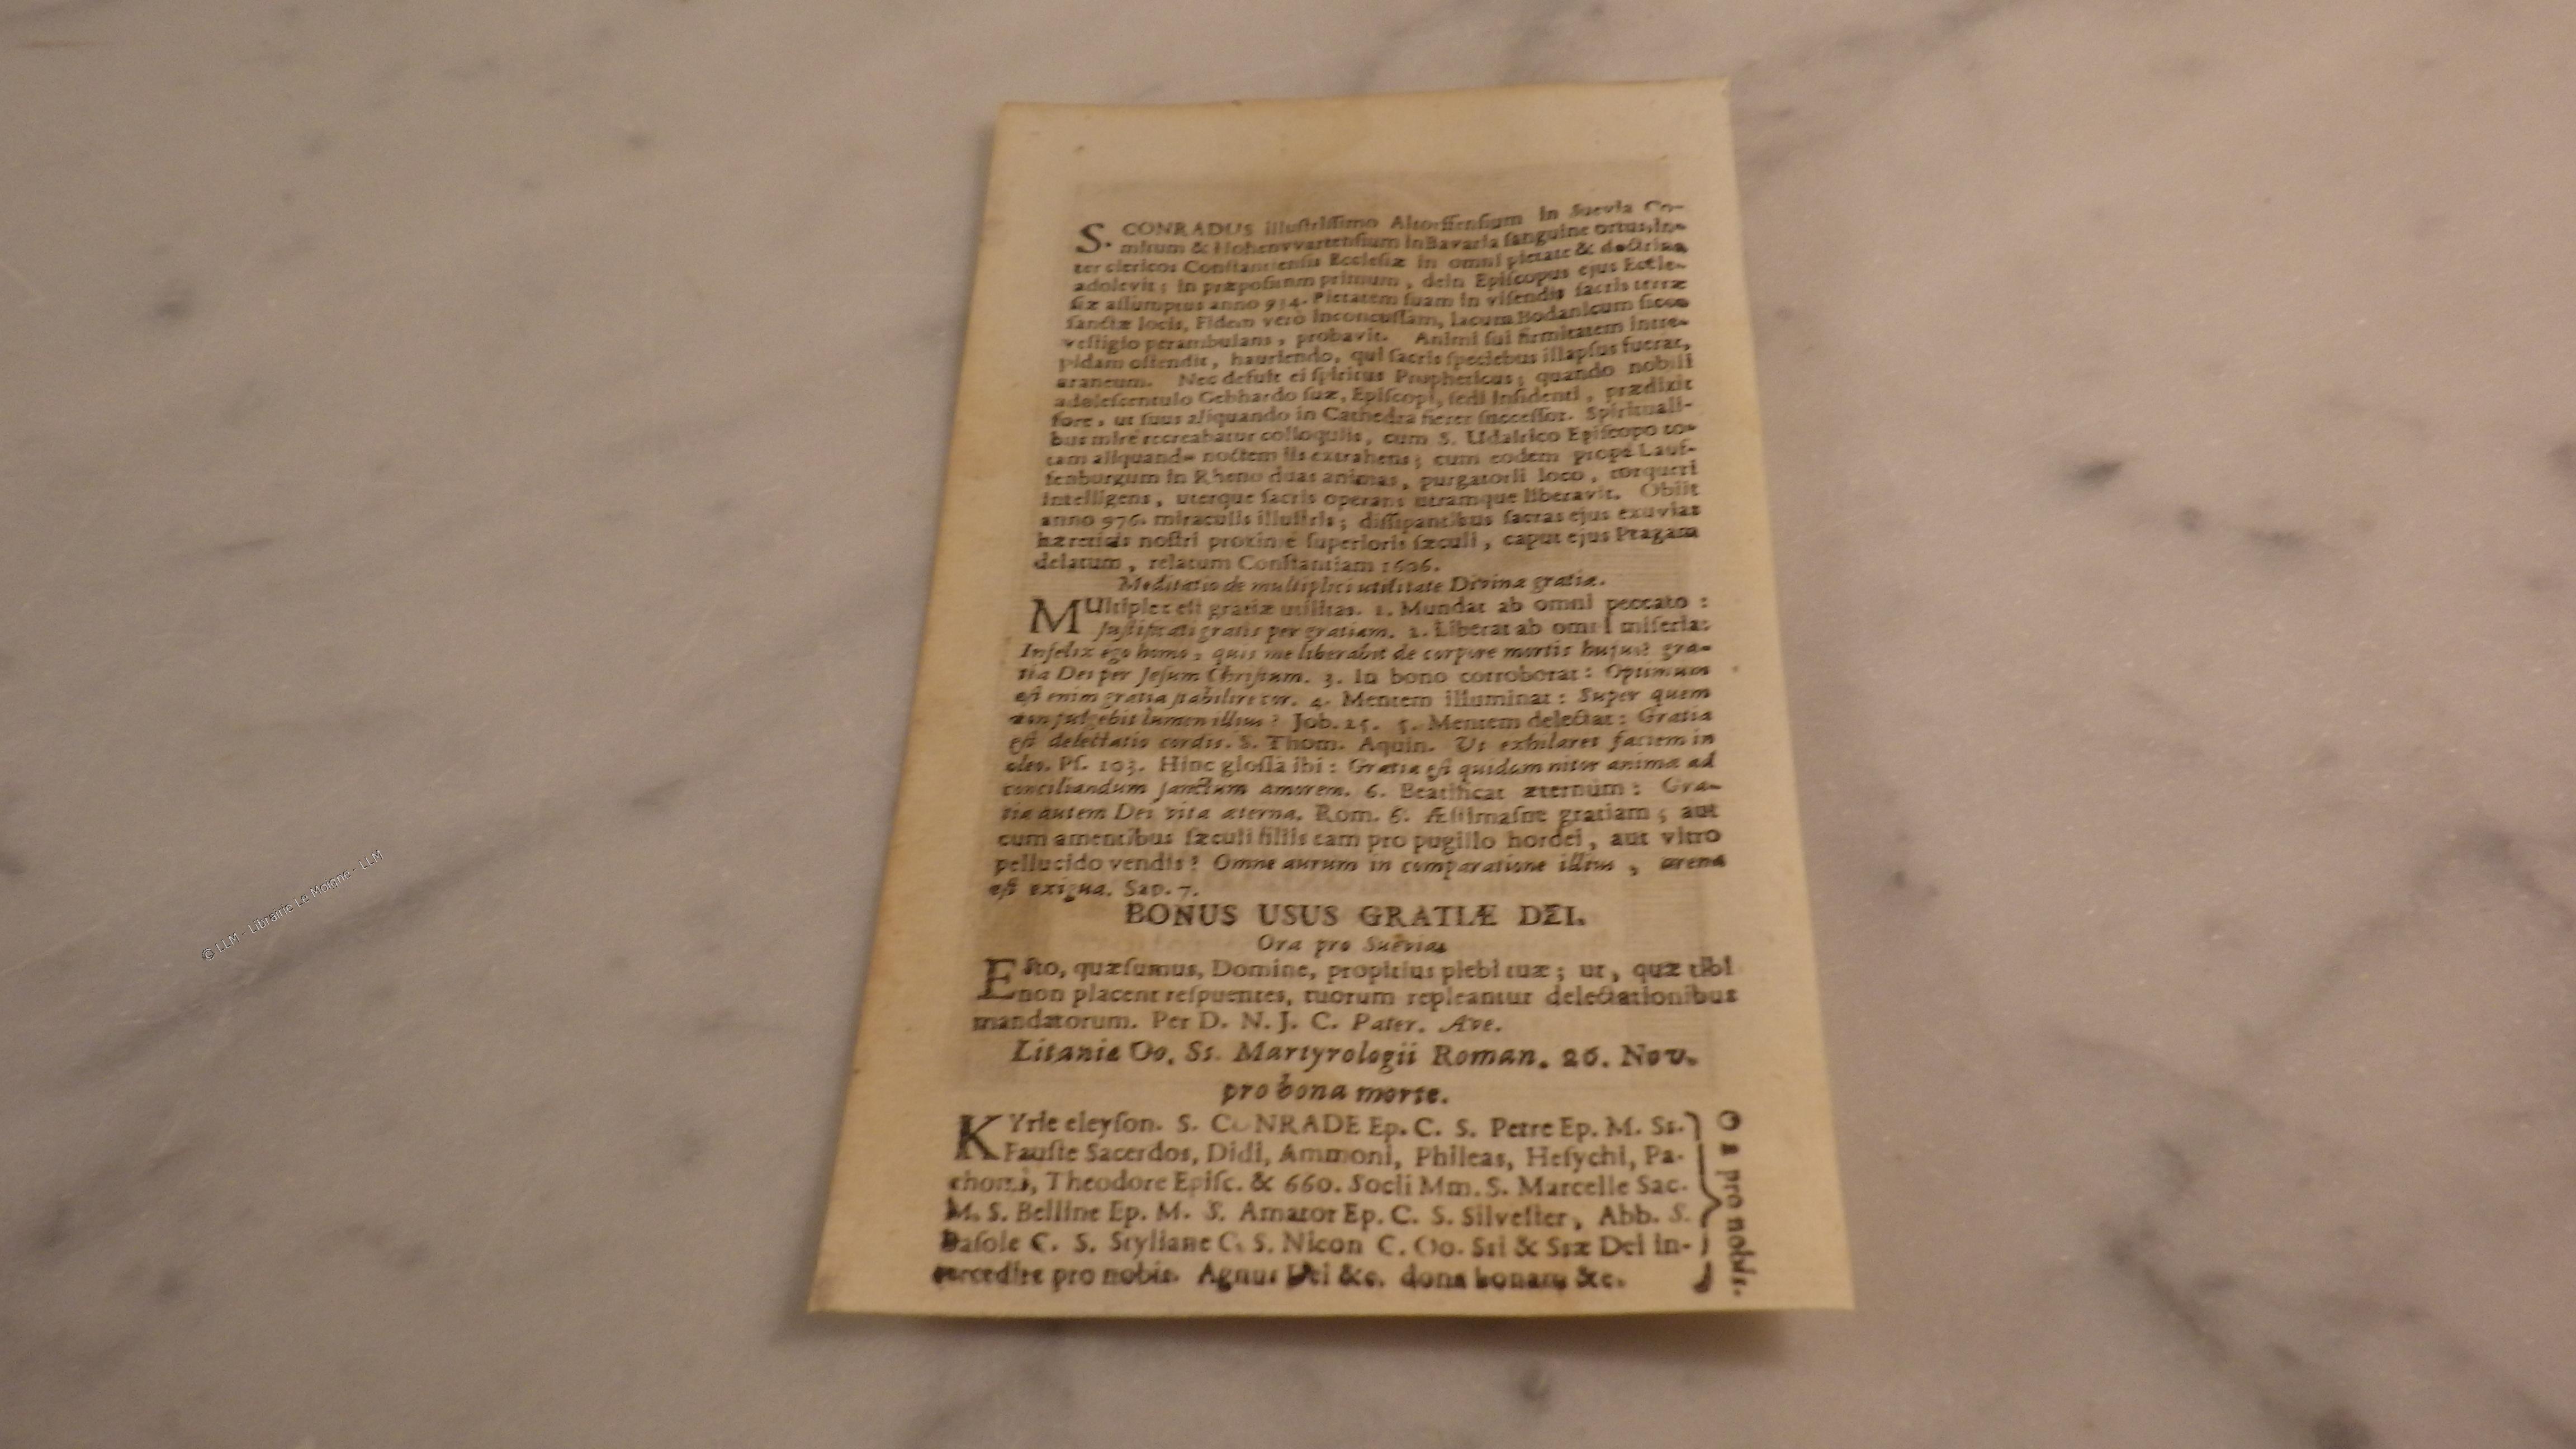 S. CONRADUS illustrissimo Altorffensium in Suevia Co-
mitum & Hohenvvartensium in Bavaria sanguine ortus, in-
ter clericos Constantiensis Ecclesiæ in omni pietate & doctrina
adolevit; in præpositum primum, dein Episcopus ejus Eccle-
siæ assumptus anno 934. Pietatem suam in visendis sacris terræ
sanctæ locis, Fidem verò inconcussam, lacum Bodanicum sicco
vestigio perambulans, probavit. Animi sui firmitatem intre-
pidam ostendit, hauriendo, qui sacris speciebus illapsus fuerat,
araneum. Nec defuit ei spiritus Propheticus; quando nobili
adolescentulo Gebhardo suæ, Episcopi, sedi insidenti, prædixit
fore, ut suus aliquando in Cathedra fieret successor. Spirituali-
bus mirè recreabatur colloquiis, cum S. Udalrico Episcopo to-
tam aliquando noctem iis extrahens; cum eodem propè Lauf-
fenburgum in Rheno duas animas, purgatorii loco, torqueri
intelligens, uterque sacris operans utramque liberavit. Obiit
anno 976. miraculis illustris; dissipantibus sacras ejus exuvias
hæreticis nostri proximè superioris sæculi, caput ejus Pragam
delatum, relatum Constantiam 1606.
Meditatio de multiplici utilitate Divinæ gratiæ.
MUltiplex est gratiæ utilitas. 1. Mundat ab omni peccato:
Justificati gratis per gratiam. 2. Liberat ab omni miseria:
Infelix ego homo, quis me liberabit de corpore mortis hujus? gra-
tia Dei per Jesum Christum. 3. In bono corroborat: Optimum
est enim gratia stabilire cor. 4. Mentem illuminat: Super quem
non fulgebit lumen illius? Job. 25. 5. Mentem delectat: Gratia
est delectatio cordis. S. Thom. Aquin. Ut exhilaret faciem in
oleo. Ps. 103. Hinc glossa ibi: Gratia est quidam nitor animæ ad
conciliandum sanctum amorem. 6. Beatificat æternùm: Gra-
tia autem Dei vita æterna. Rom. 6. Æstimasne gratiam; aut
cum amentibus sæculi filiis eam pro pugillo hordei, aut vitro
pellucido vendis? Omne aurum in comparatione illius, arena
est exigua. Sap. 7.
BONUS USUS GRATIÆ DEI.
Ora pro Suevia.
ESto, quæsumus, Domine, propitius plebi tuæ; ut, quæ tibi
non placent respuentes, tuorum repleantur delectationibus
mandatorum. Per D. N. J. C. Pater. Ave.
Litaniæ Oo. Ss. Martyrologii Roman. 26. Nov.
pro bona morte.
KYrie eleyson. S. CONRADE Ep. C. S. Petre Ep. M. Ss.
Fauste Sacerdos, Didi, Ammoni, Phileas, Hesychi, Pa-
chomi, Theodore Episc. & 660. Socii Mm. S. Marcelle Sac.
M. S. Belline Ep. M. S. Amator Ep. C. S. Silvester, Abb. S.
Basole C. S. Styliane C. S. Nicon C. Oo. Sti & Stæ Dei in-
tercedite pro nobis. Agnus Dei &c. dona bonam &c.
Ora pro nobis.
© LLM - Librairie Le Moigne - LLM